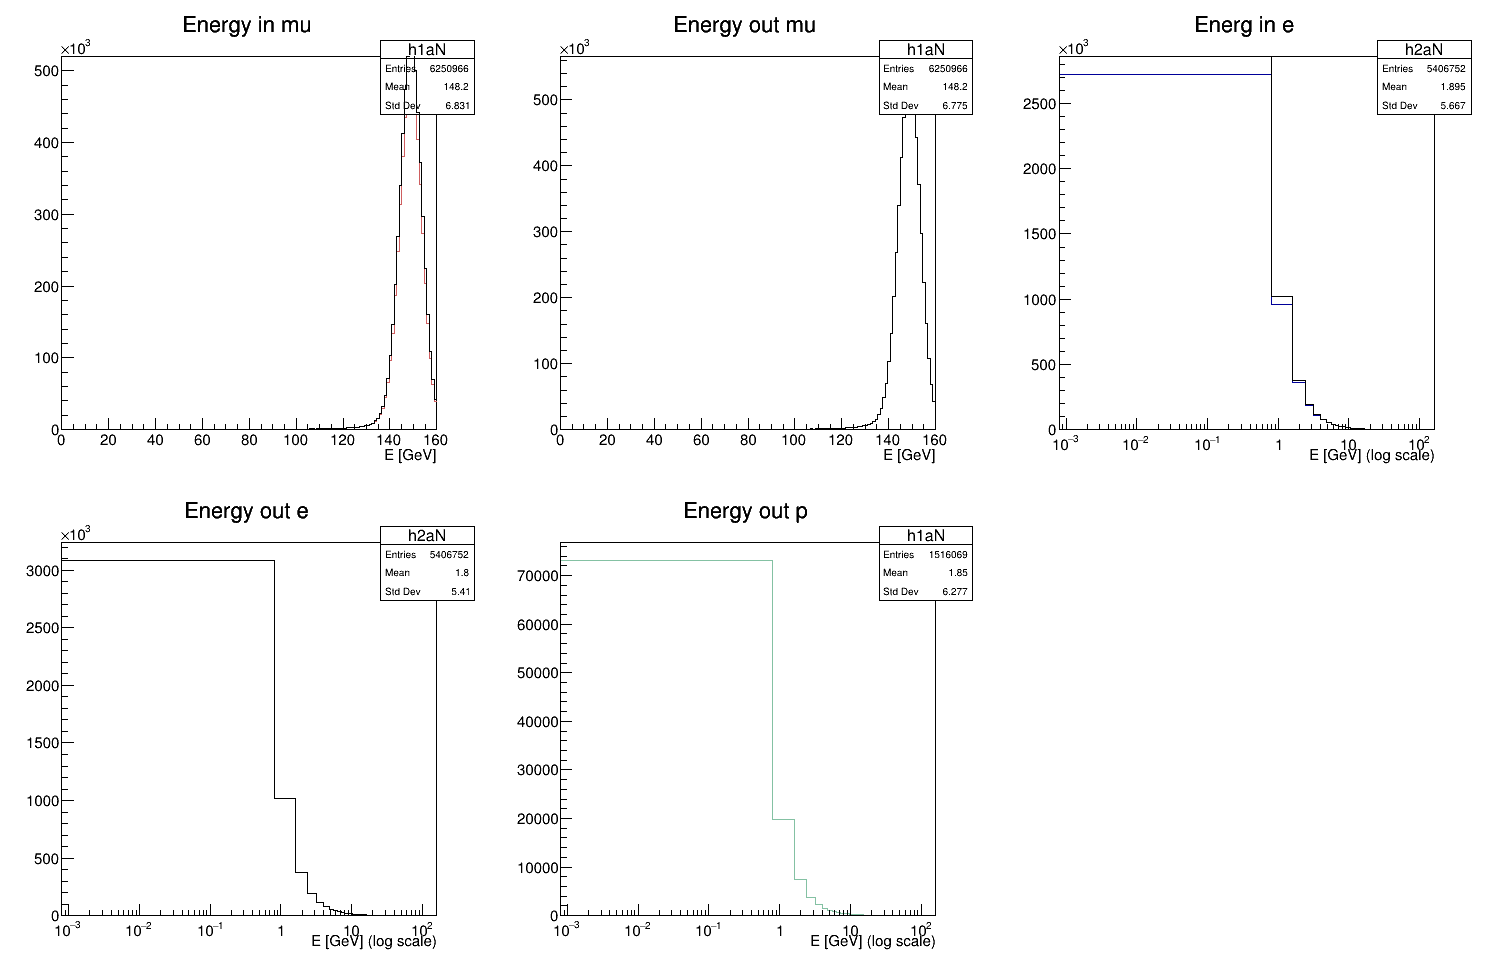 Energy in mu
×10³
h1aN
Entries 6250966
Mean 148.2
Std Dev 6.831
500
400
300
200
100
0
0 20 40 60 80 100 120 140 160
E [GeV]
Energy out mu
×10³
h1aN
Entries 6250966
Mean 148.2
Std Dev 6.775
500
400
300
200
100
0
0 20 40 60 80 100 120 140 160
E [GeV]
Energ in e
×10³
h2aN
Entries 5406752
Mean 1.895
Std Dev 5.667
2500
2000
1500
1000
500
0
10⁻³ 10⁻² 10⁻¹ 1 10 10²
E [GeV] (log scale)
Energy out e
×10³
h2aN
Entries 5406752
Mean 1.8
Std Dev 5.41
3000
2500
2000
1500
1000
500
0
10⁻³ 10⁻² 10⁻¹ 1 10 10²
E [GeV] (log scale)
Energy out p
h1aN
Entries 1516069
Mean 1.85
Std Dev 6.277
70000
60000
50000
40000
30000
20000
10000
0
10⁻³ 10⁻² 10⁻¹ 1 10 10²
E [GeV] (log scale)